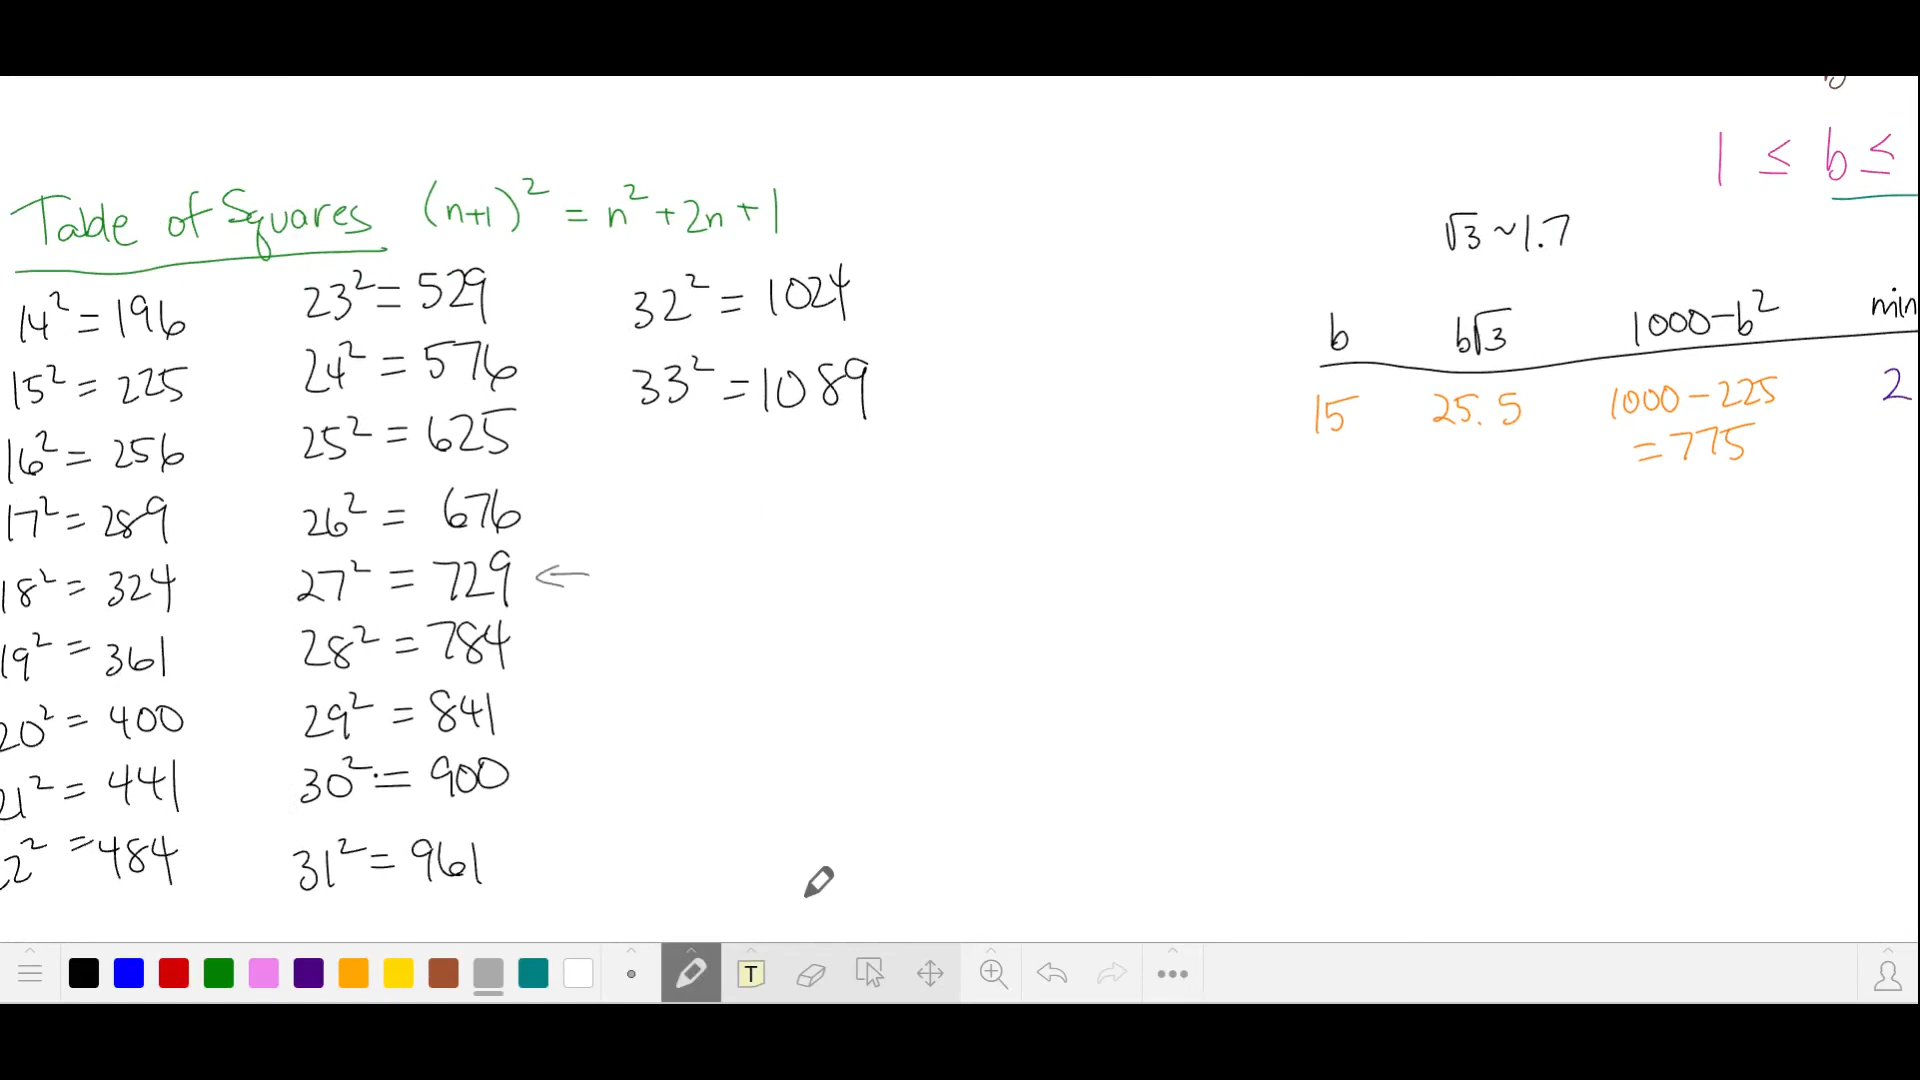 Table of Squares (n+1)² = n² + 2n + 1
14² = 196
15² = 225
16² = 256
17² = 289
18² = 324
19² = 361
20² = 400
21² = 441
2² = 484
23² = 529
24² = 576
25² = 625
26² = 676
27² = 729 ←
28² = 784
29² = 841
30² = 900
31² = 961
32² = 1024
33² = 1089
1 ≤ b ≤
√3 ~ 1.7
b b√3 1000-b² min
15 25.5 1000-225 2
= 775
T